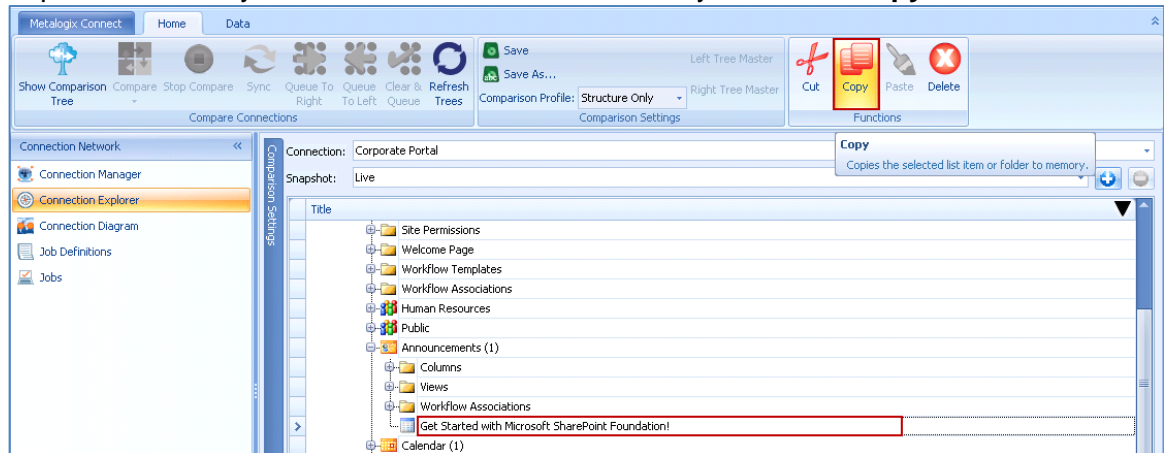 Metalogix Connect Home Data
Show Comparison Tree
Compare
Stop Compare
Sync
Queue To Right
Queue To Left
Clear & Queue
Refresh Trees
Compare Connections
Save
Save As...
Comparison Profile: Structure Only
Left Tree Master
Right Tree Master
Comparison Settings
Cut
Copy
Paste
Delete
Functions
Copy
Copies the selected list item or folder to memory.
Connection Network
Connection Manager
Connection Explorer
Connection Diagram
Job Definitions
Jobs
Comparison Settings
Connection: Corporate Portal
Snapshot: Live
Title
Site Permissions
Welcome Page
Workflow Templates
Workflow Associations
Human Resources
Public
Announcements (1)
Columns
Views
Workflow Associations
Get Started with Microsoft SharePoint Foundation!
Calendar (1)